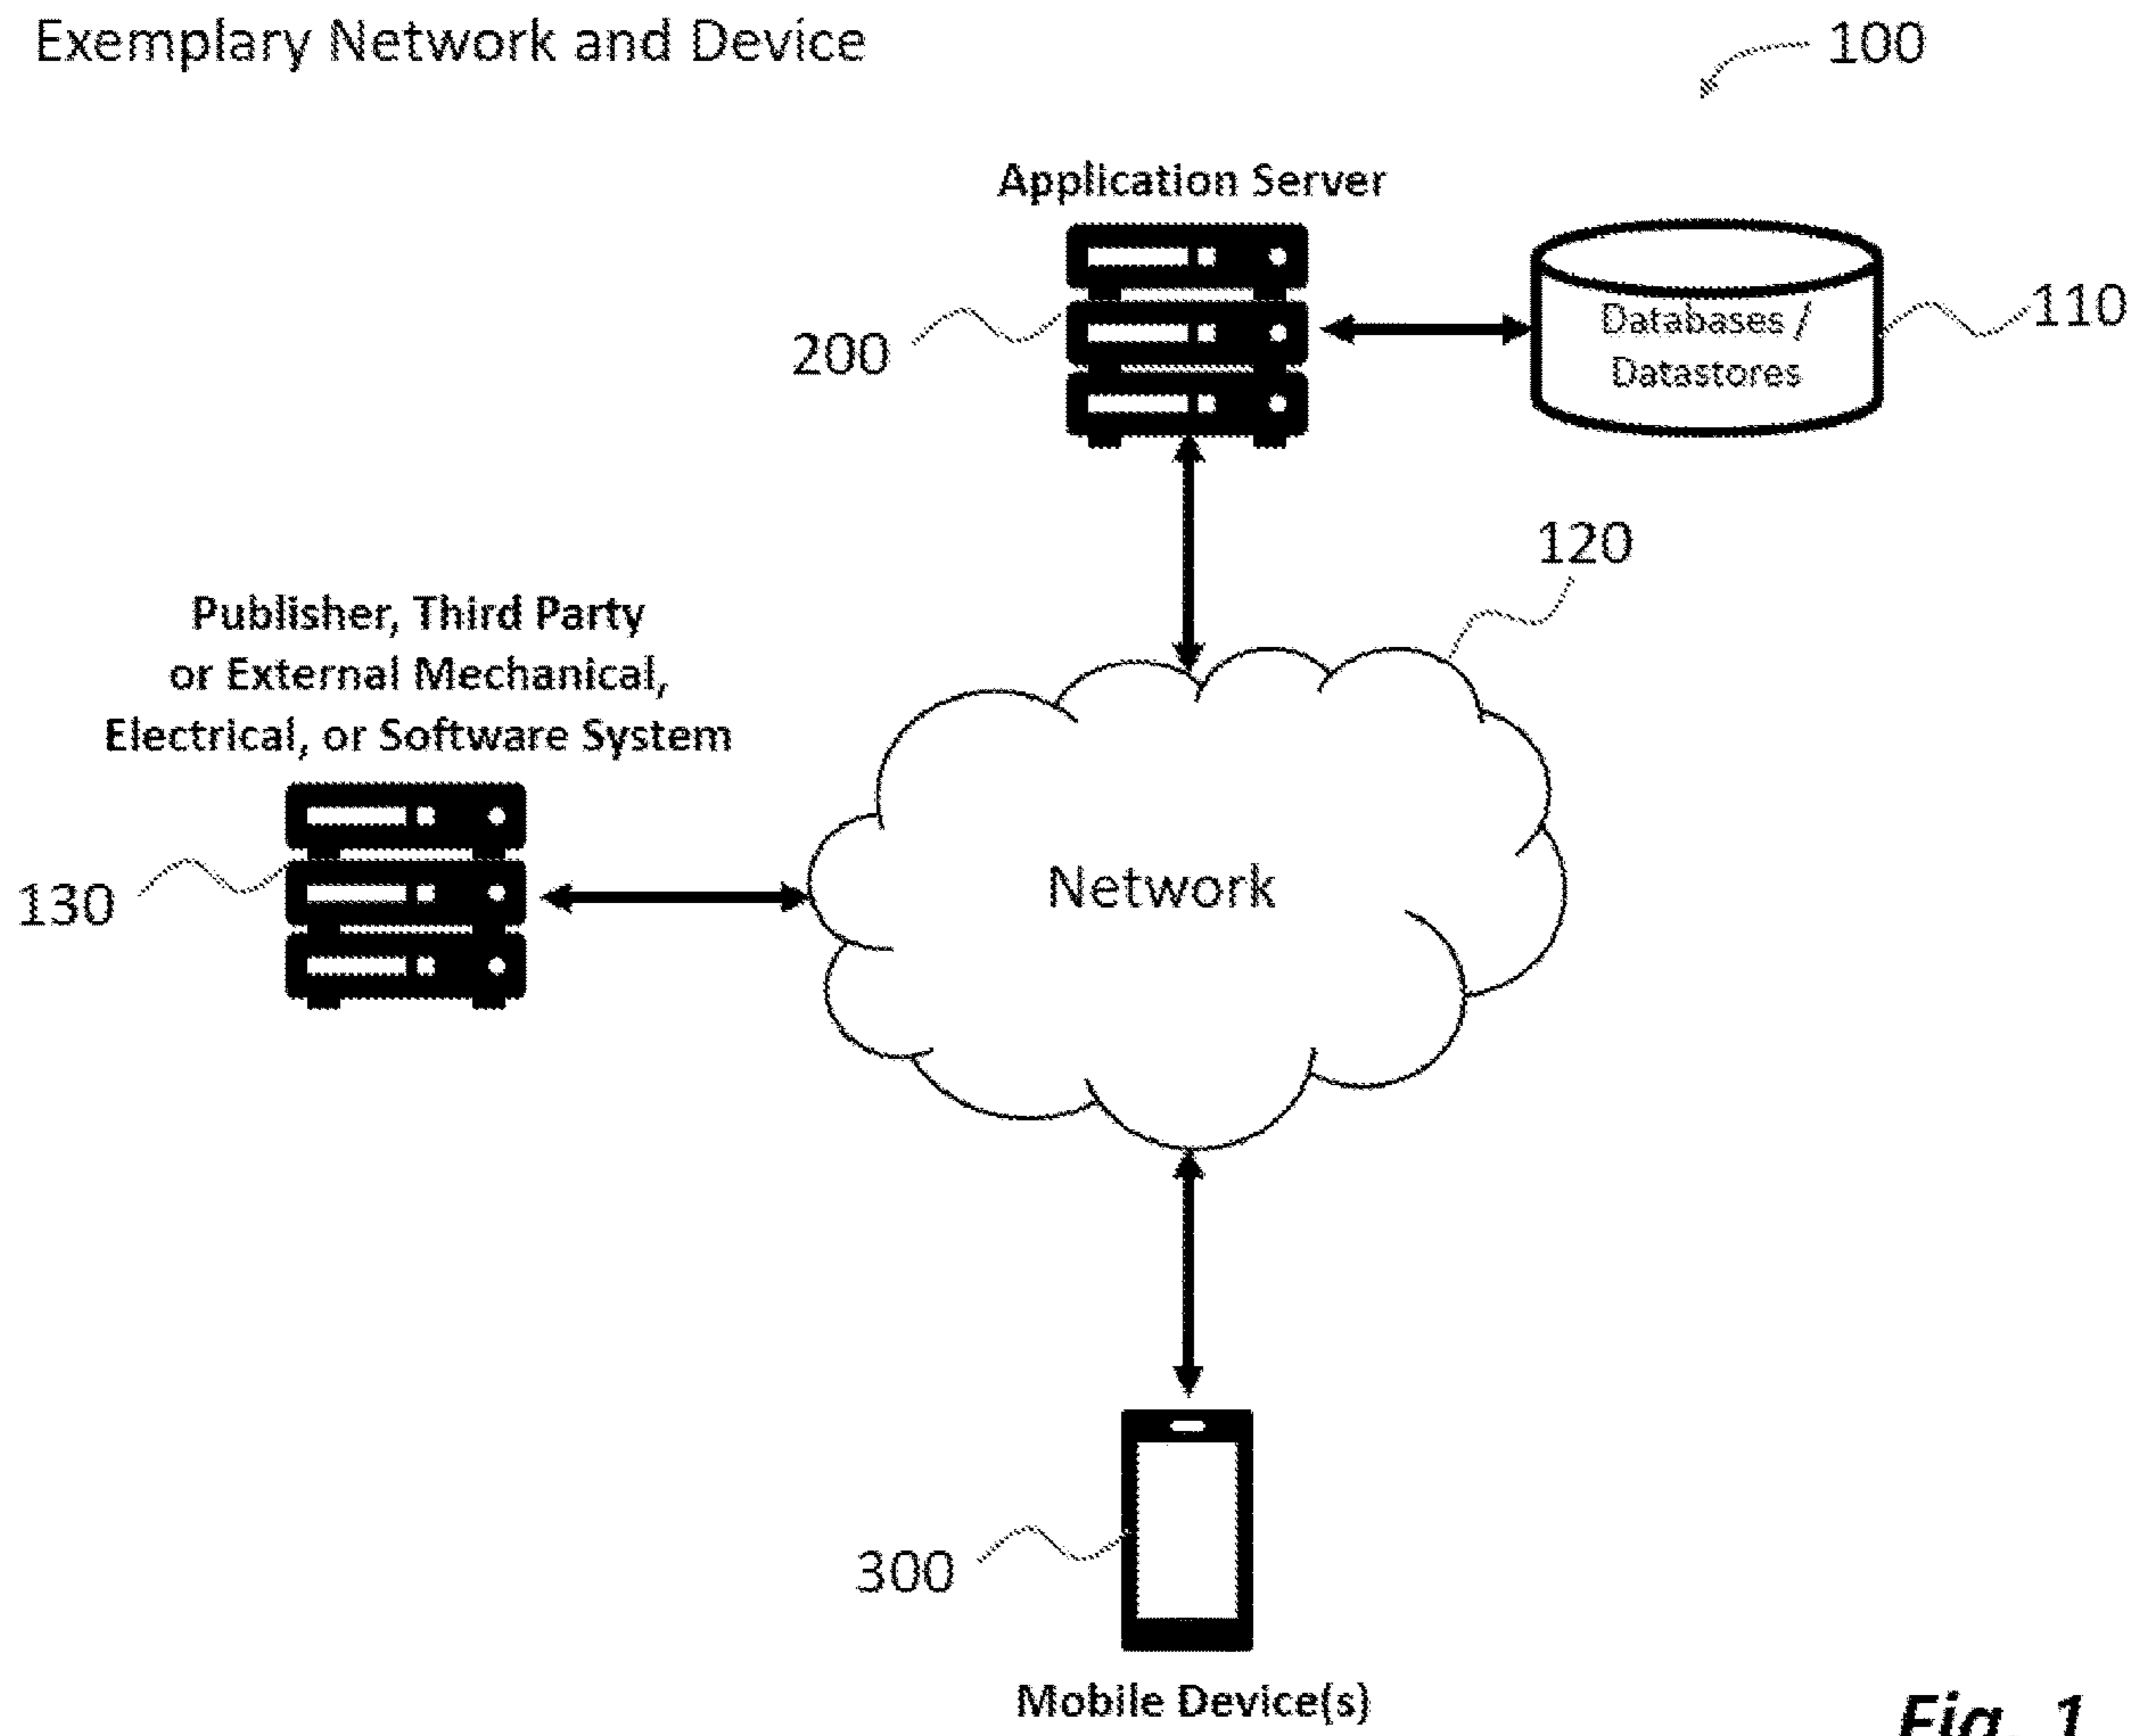 Exemplary Network and Device
100
Application Server
200
Databases /
Datastores
110
120
Publisher, Third Party
or External Mechanical,
Electrical, or Software System
130
Network
300
Mobile Device(s)
Fig. 1